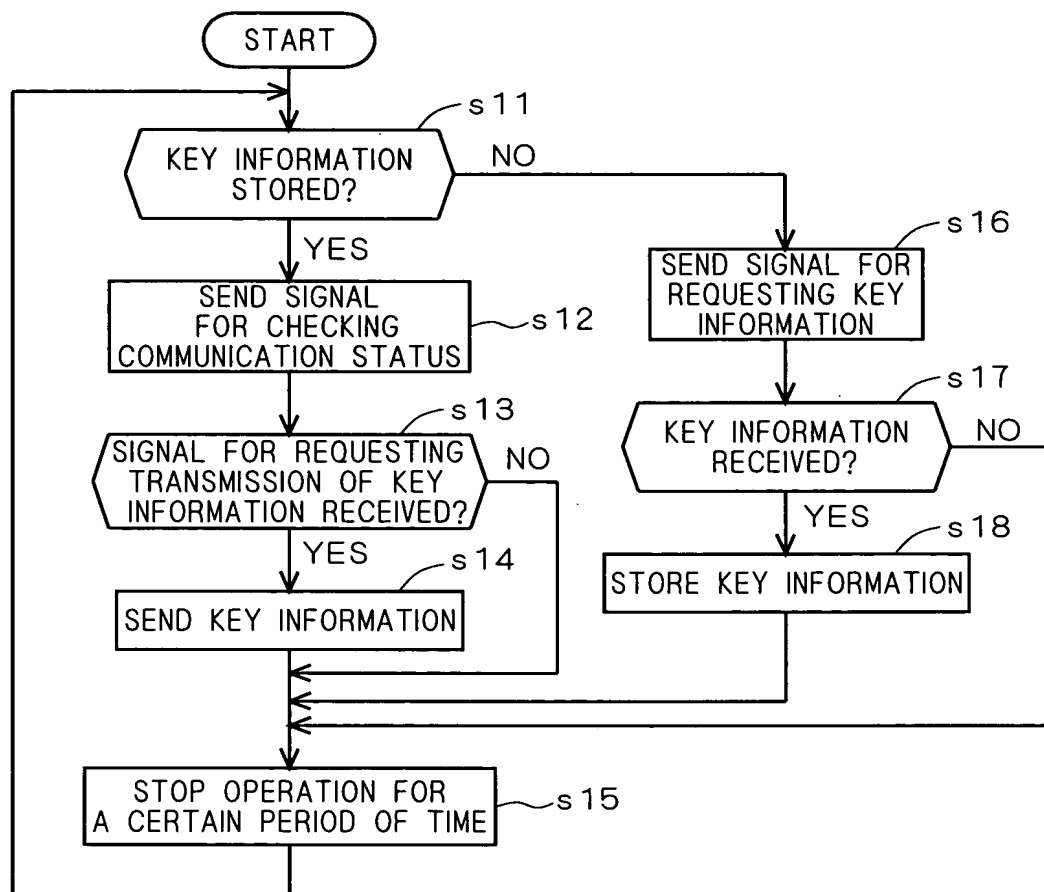 START
s11
KEY INFORMATION
STORED?
NO
YES
s16
SEND SIGNAL FOR
REQUESTING KEY
INFORMATION
SEND SIGNAL
FOR CHECKING
COMMUNICATION STATUS
s12
s17
KEY INFORMATION
RECEIVED?
NO
YES
s13
SIGNAL FOR REQUESTING
TRANSMISSION OF KEY
INFORMATION RECEIVED?
NO
YES
s18
STORE KEY INFORMATION
s14
SEND KEY INFORMATION
STOP OPERATION FOR
A CERTAIN PERIOD OF TIME
s15